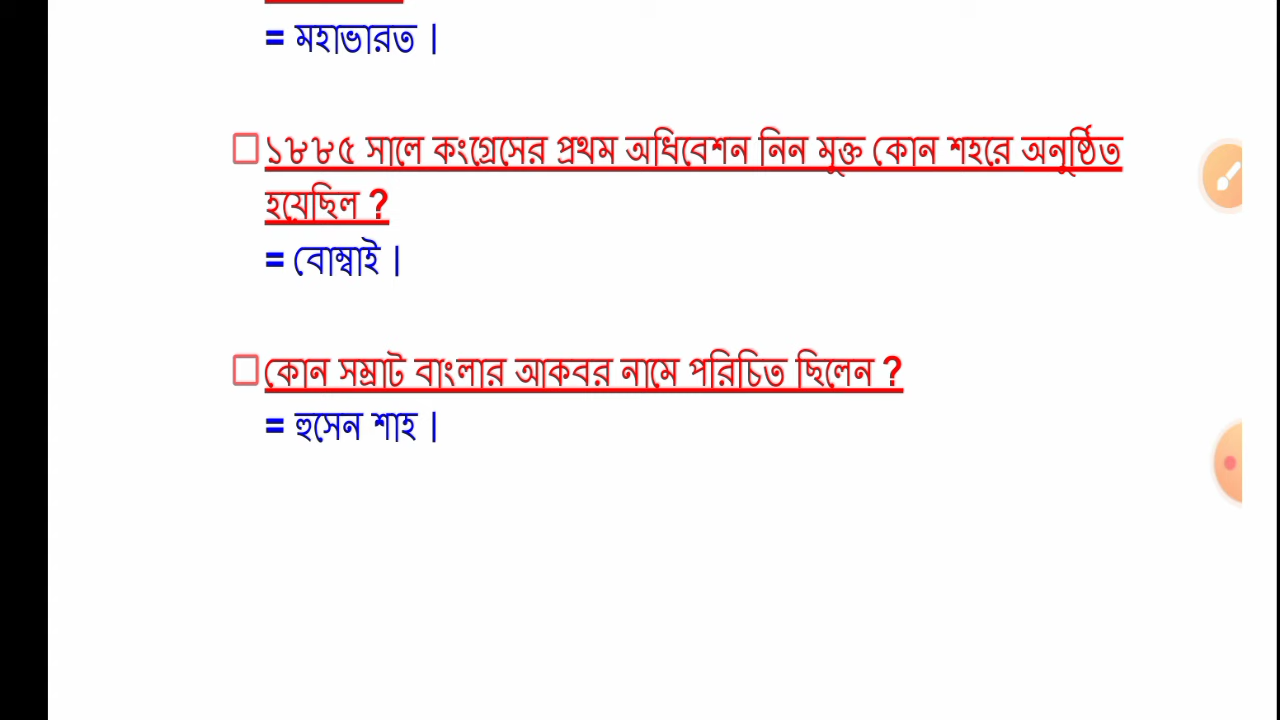 = মহাভারত |
১৮৮৫ সালে কংগ্রেসের প্রথম অধিবেশন নিন মুক্ত কোন শহরে অনুষ্ঠিত
হয়েছিল ?
= বোম্বাই |
কোন সম্রাট বাংলার আকবর নামে পরিচিত ছিলেন ?
= হুসেন শাহ |